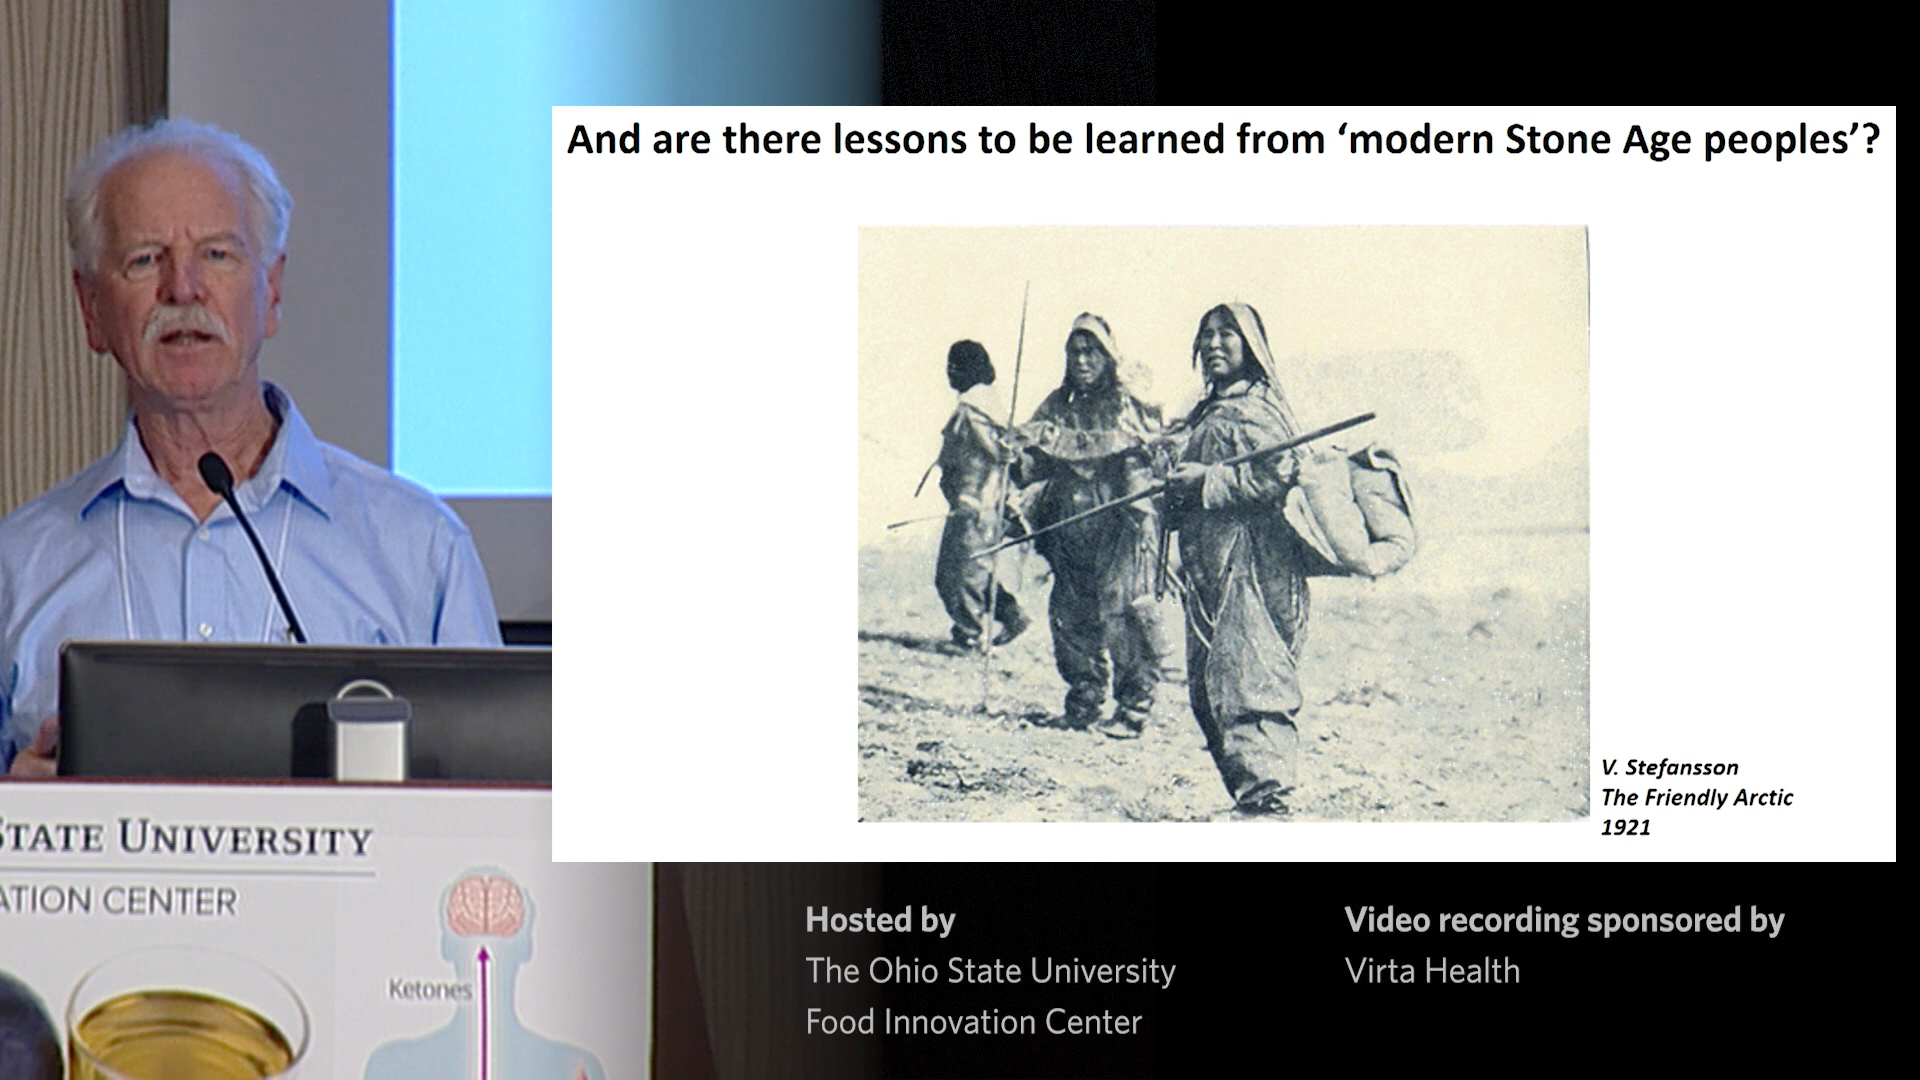 And are there lessons to be learned from ‘modern Stone Age peoples’?
V. Stefansson
The Friendly Arctic
1921
STATE UNIVERSITY
ATION CENTER
Ketones
Hosted by
The Ohio State University
Food Innovation Center
Video recording sponsored by
Virta Health